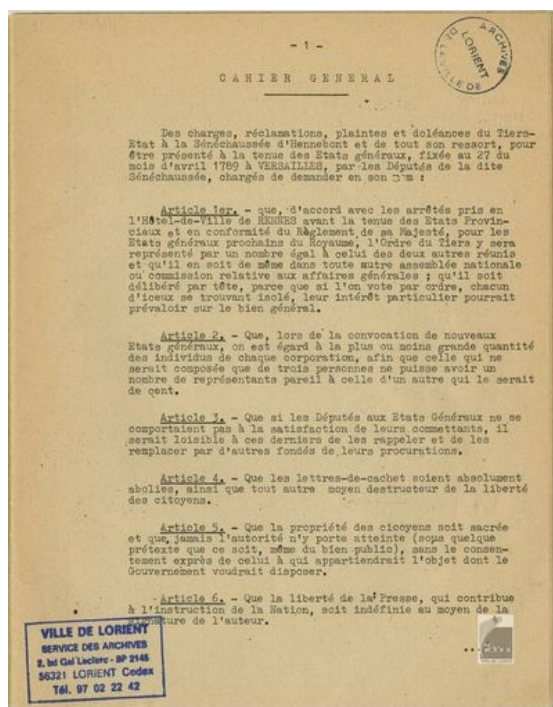 - 1 -
CAHIER GENERAL
ARCHIVES
VILLE DE
LORIENT
Des charges, réclamations, plaintes et doléances du Tiers-
Etat à la Sénéchaussée d'Hennebont et de tout son ressort, pour
être présenté à la tenue des Etats généraux, fixée au 27 du
mois d'avril 1789 à VERSAILLES, par les Députés de la dite
Sénéchaussée, chargés de demander en son nom :
Article 1er. - que, d'accord avec les arrêtés pris en
l'Hôtel-de-Ville de RENNES avant la tenue des Etats Provin-
ciaux et en conformité du Règlement de sa Majesté, pour les
Etats généraux prochains du Royaume, l'Ordre du Tiers y sera
représenté par un nombre égal à celui des deux autres réunis
et qu'il en soit de même dans toute autre assemblée nationale
ou commission relative aux affaires générales ; qu'il soit
délibéré par tête, parce que si l'on vote par ordre, chacun
d'iceux se trouvant isolé, leur intérêt particulier pourrait
prévaloir sur le bien général.
Article 2. - Que, lors de la convocation de nouveaux
Etats généraux, on est égard à la plus ou moins grande quantité
des individus de chaque corporation, afin que celle qui ne
serait composée que de trois personnes ne puisse avoir un
nombre de représentants pareil à celle d'un autre qui le serait
de cent.
Article 3. - Que si les Députés aux Etats Généraux ne se
comportaient pas à la satisfaction de leurs commettants, il
serait loisible à ces derniers de les rappeler et de les
remplacer par d'autres fondés de leurs procurations.
Article 4. - Que les lettres-de-cachet soient absolument
abolies, ainsi que tout autre moyen destructeur de la liberté
des citoyens.
Article 5. - Que la propriété des cicoyens soit sacrée
et que jamais l'autorité n'y porte atteinte (sous quelque
prétexte que ce soit, même du bien public), sans le consen-
tement exprès de celui à qui appartiendrait l'objet dont le
Gouvernement voudrait disposer.
Article 6. - Que la liberté de la Presse, qui contribue
à l'instruction de la Nation, soit indéfinie au moyen de la
signature de l'auteur.
VILLE DE LORIENT
SERVICE DES ARCHIVES
2, bd Gal Leclerc - BP 2145
56321 LORIENT Cedex
Tél. 97 02 22 42